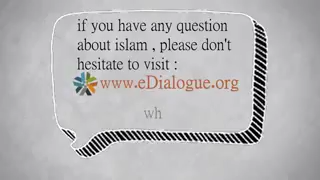 if you have any question
about islam , please don't
hesitate to visit :
www.eDialogue.org
wh